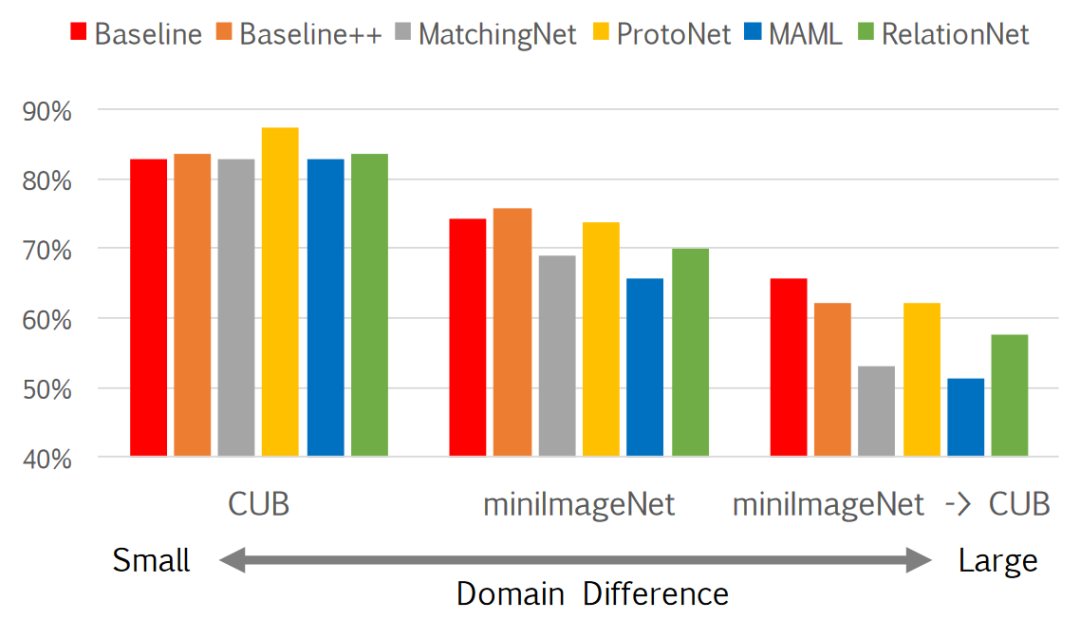 Baseline Baseline++ MatchingNet ProtoNet MAML RelationNet
90%
80%
70%
60%
50%
40%
CUB miniImageNet miniImageNet -> CUB
Small Large
Domain Difference